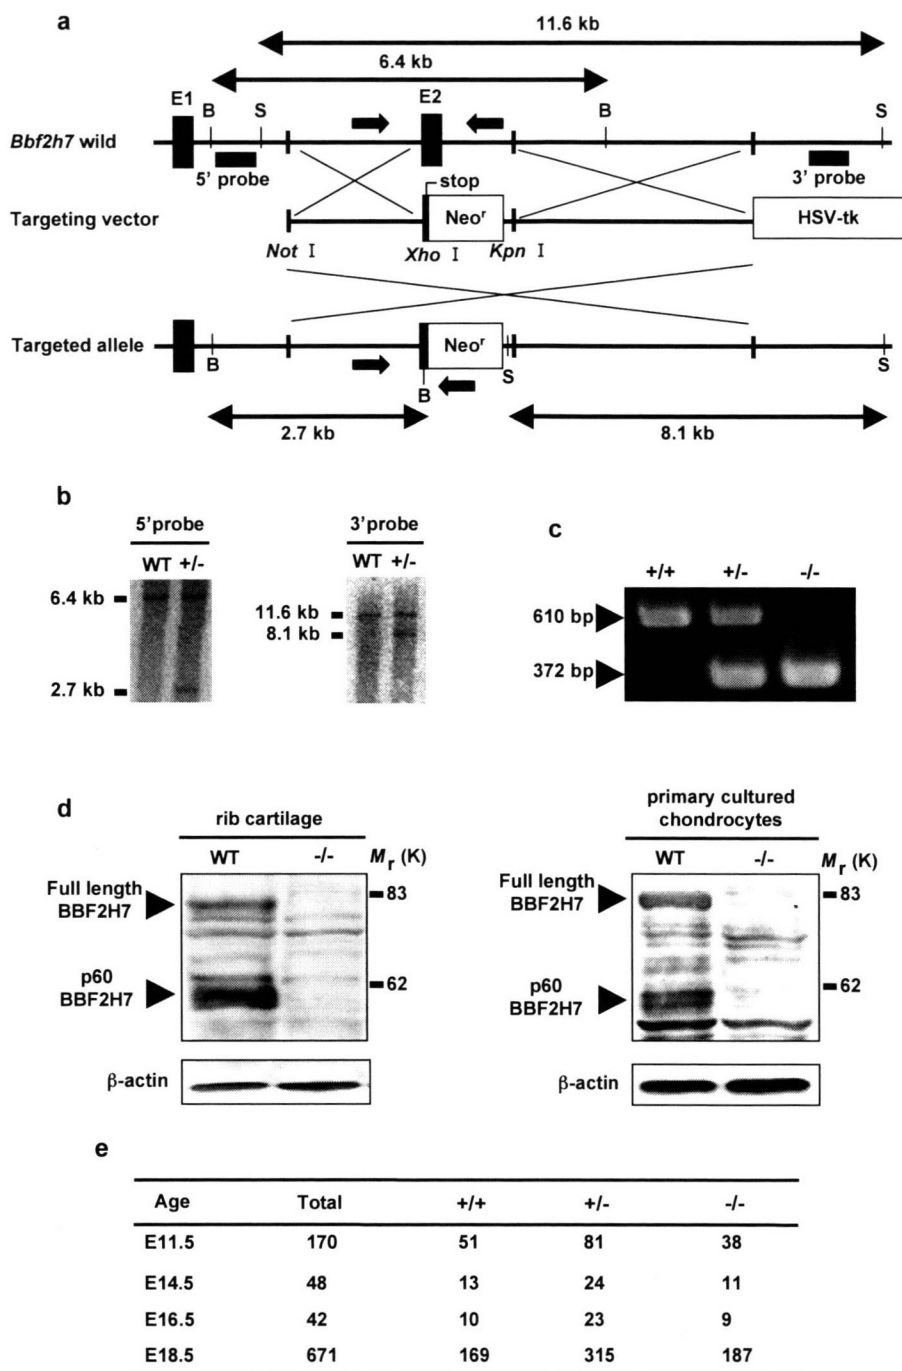 a
11.6 kb
6.4 kb
E1
B
S
E2
B
S
Bbf2h7 wild
5' probe
3' probe
stop
Targeting vector
Neoʳ
HSV-tk
Not I
Xho I
Kpn I
Targeted allele
Neoʳ
B
B
S
S
2.7 kb
8.1 kb
b
5'probe
WT +/-
6.4 kb
2.7 kb
3'probe
WT +/-
11.6 kb
8.1 kb
c
+/+ +/- -/-
610 bp
372 bp
d
rib cartilage
WT -/- Mr (K)
Full length
BBF2H7
83
p60
BBF2H7
62
β-actin
primary cultured
chondrocytes
WT -/- Mr (K)
Full length
BBF2H7
83
p60
BBF2H7
62
β-actin
e
Age Total +/+ +/- -/-
E11.5 170 51 81 38
E14.5 48 13 24 11
E16.5 42 10 23 9
E18.5 671 169 315 187